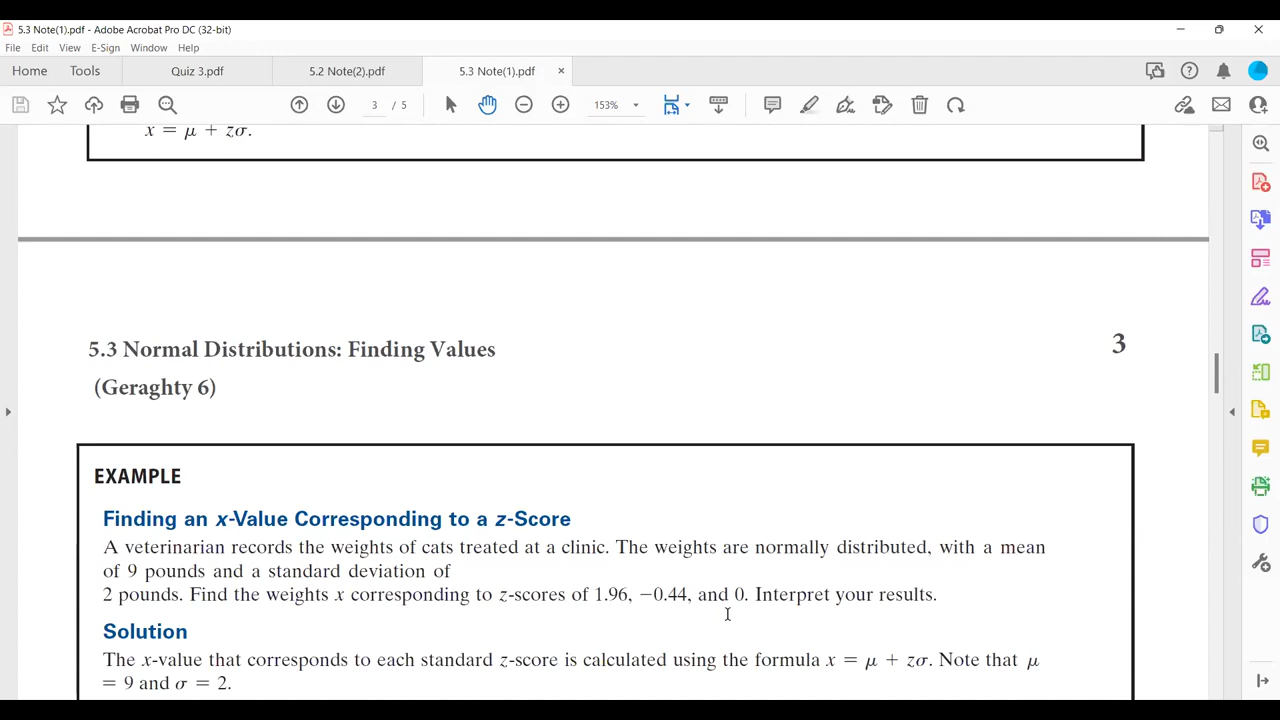 5.3 Note(1).pdf - Adobe Acrobat Pro DC (32-bit)
File Edit View E-Sign Window Help
Home Tools Quiz 3.pdf 5.2 Note(2).pdf 5.3 Note(1).pdf ×
3 / 5 153%
x = μ + zσ.
5.3 Normal Distributions: Finding Values 3
(Geraghty 6)
EXAMPLE
Finding an x-Value Corresponding to a z-Score
A veterinarian records the weights of cats treated at a clinic. The weights are normally distributed, with a mean
of 9 pounds and a standard deviation of
2 pounds. Find the weights x corresponding to z-scores of 1.96, −0.44, and 0. Interpret your results.
Solution
The x-value that corresponds to each standard z-score is calculated using the formula x = μ + zσ. Note that μ
= 9 and σ = 2.